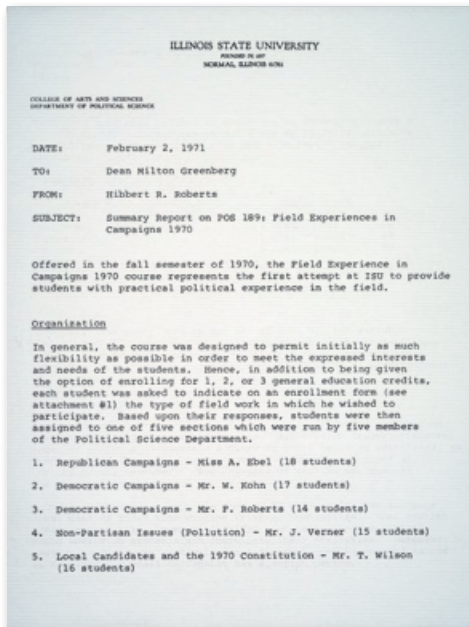 ILLINOIS STATE UNIVERSITY
FOUNDED IN 1857
NORMAL, ILLINOIS 61761
COLLEGE OF ARTS AND SCIENCES
DEPARTMENT OF POLITICAL SCIENCE
DATE: February 2, 1971
TO: Dean Milton Greenberg
FROM: Hibbert R. Roberts
SUBJECT: Summary Report on POS 189: Field Experiences in
Campaigns 1970
Offered in the fall semester of 1970, the Field Experience in
Campaigns 1970 course represents the first attempt at ISU to provide
students with practical political experience in the field.
Organization
In general, the course was designed to permit initially as much
flexibility as possible in order to meet the expressed interests
and needs of the students. Hence, in addition to being given
the option of enrolling for 1, 2, or 3 general education credits,
each student was asked to indicate on an enrollment form (see
attachment #1) the type of field work in which he wished to
participate. Based upon their responses, students were then
assigned to one of five sections which were run by five members
of the Political Science Department.
1. Republican Campaigns - Miss A. Ebel (18 students)
2. Democratic Campaigns - Mr. W. Kohn (17 students)
3. Democratic Campaigns - Mr. F. Roberts (14 students)
4. Non-Partisan Issues (Pollution) - Mr. J. Verner (15 students)
5. Local Candidates and the 1970 Constitution - Mr. T. Wilson
(16 students)